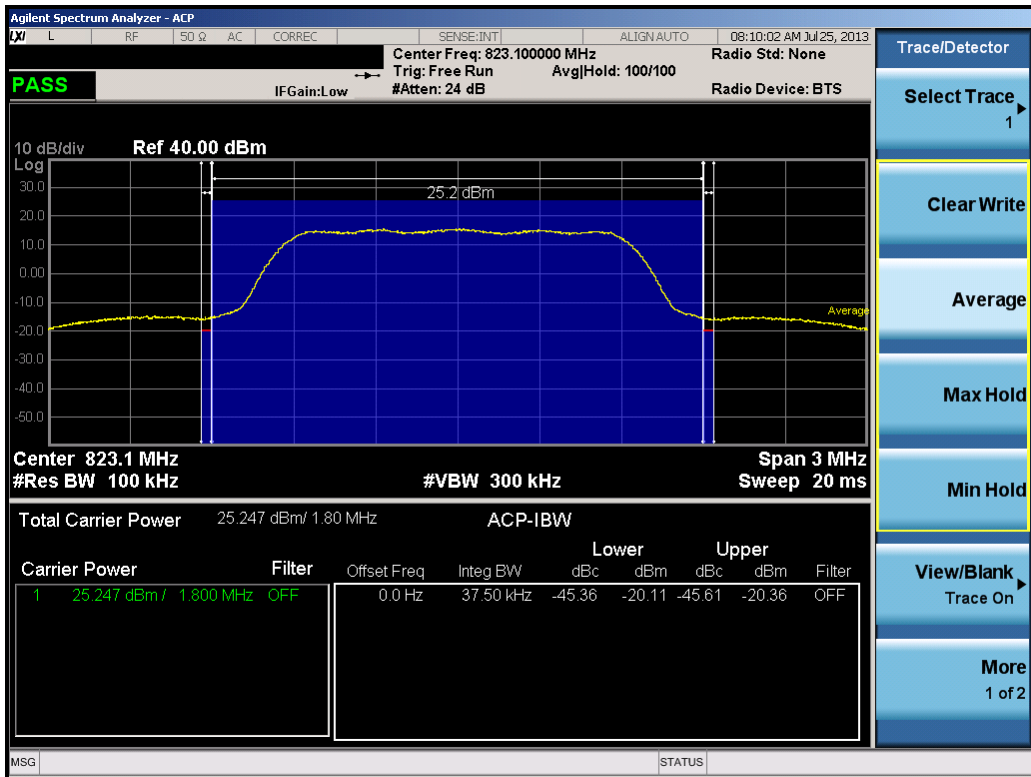 Agilent Spectrum Analyzer - ACP
LXI L RF 50 Ω AC CORREC SENSE:INT ALIGN AUTO 08:10:02 AM Jul 25, 2013
Center Freq: 823.100000 MHz Radio Std: None
Trig: Free Run Avg|Hold: 100/100
PASS IFGain:Low #Atten: 24 dB Radio Device: BTS
10 dB/div Ref 40.00 dBm
Log
30.0
20.0
10.0
0.00
-10.0
-20.0
-30.0
-40.0
-50.0
25.2 dBm
Average
Center 823.1 MHz Span 3 MHz
#Res BW 100 kHz #VBW 300 kHz Sweep 20 ms
Total Carrier Power 25.247 dBm/ 1.80 MHz ACP-IBW
Lower Upper
Carrier Power Filter Offset Freq Integ BW dBc dBm dBc dBm Filter
1 25.247 dBm / 1.800 MHz OFF 0.0 Hz 37.50 kHz -45.36 -20.11 -45.61 -20.36 OFF
MSG STATUS
Trace/Detector
Select Trace
1
Clear Write
Average
Max Hold
Min Hold
View/Blank
Trace On
More
1 of 2